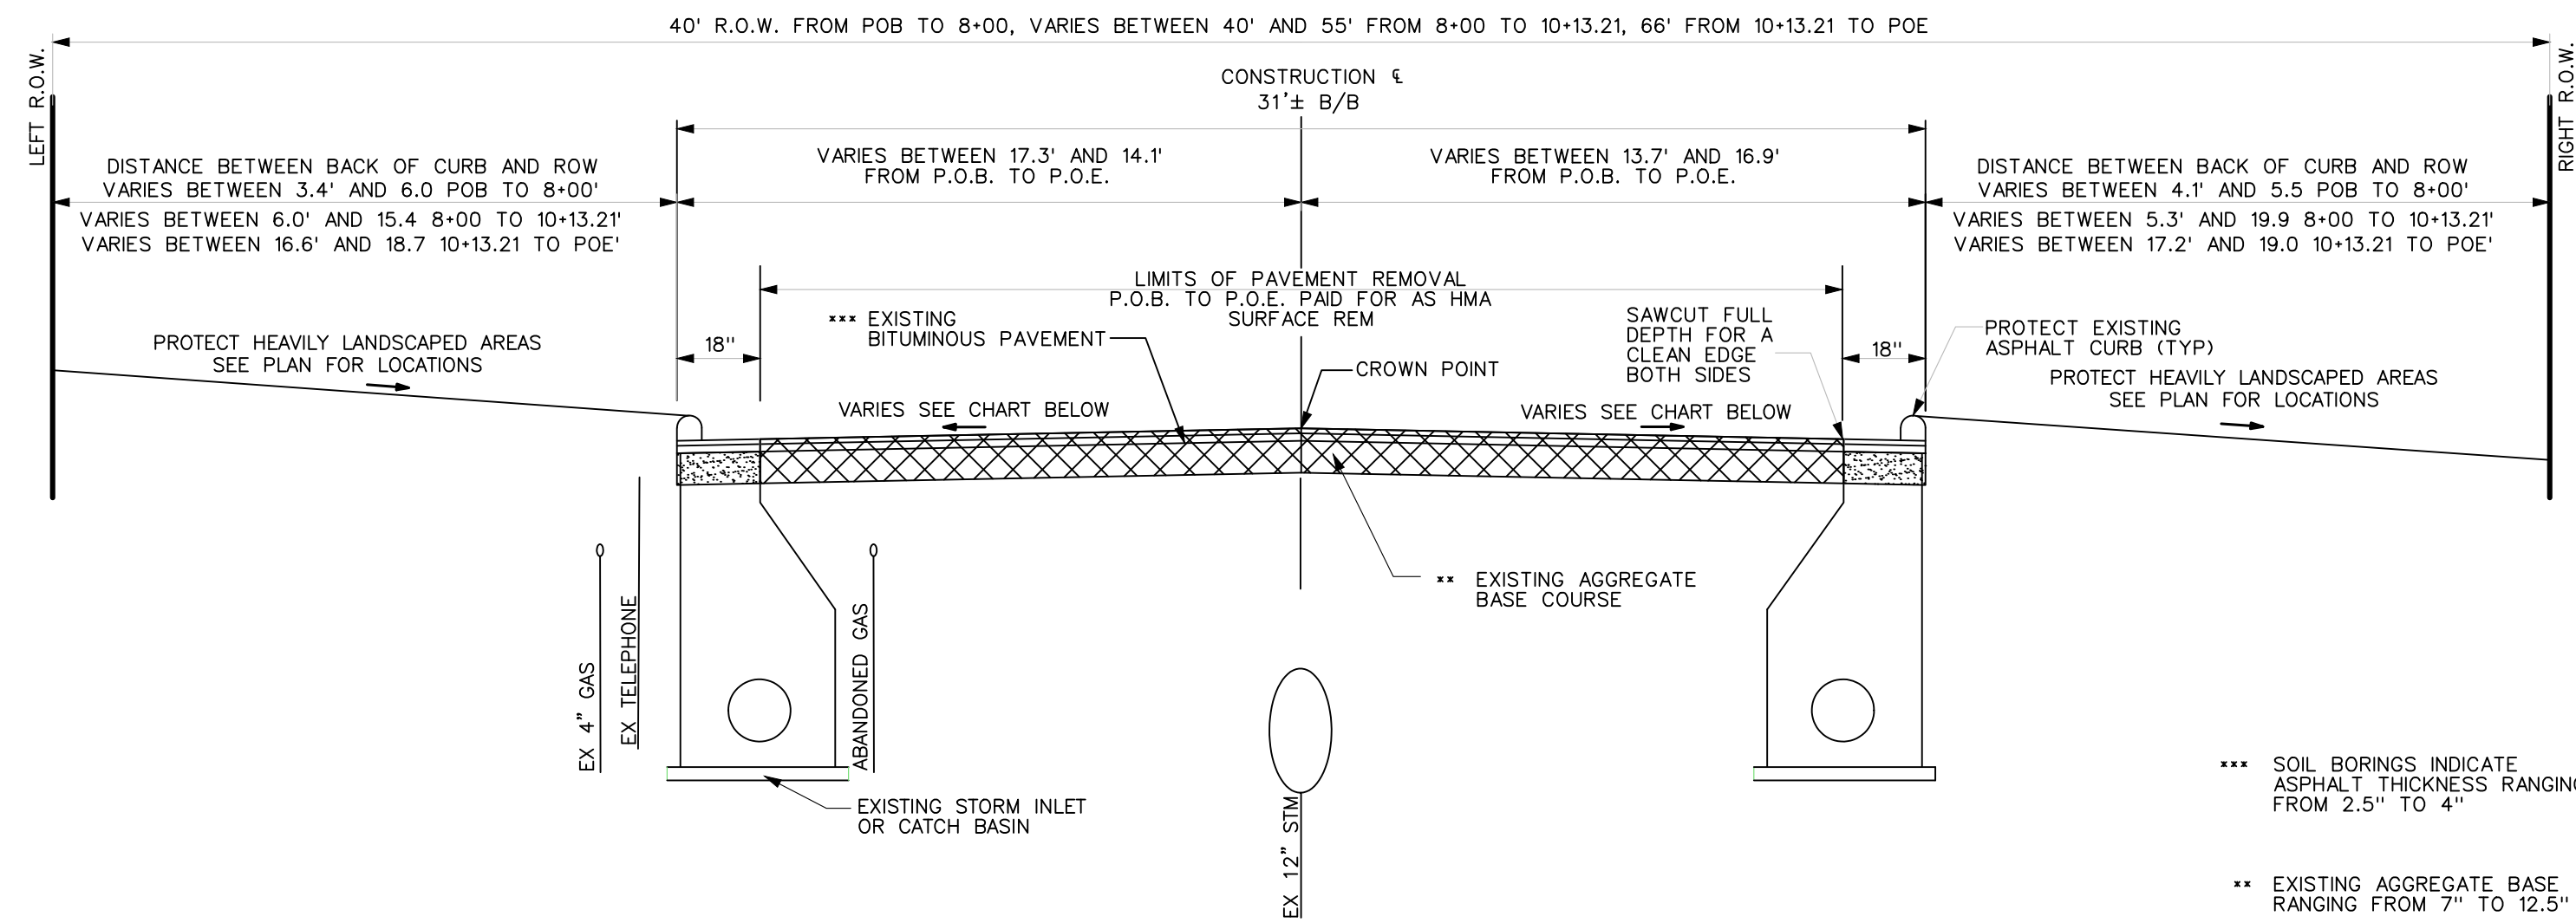 40' R.O.W. FROM POB TO 8+00, VARIES BETWEEN 40' AND 55' FROM 8+00 TO 10+13.21, 66' FROM 10+13.21 TO POE
LEFT R.O.W.
RIGHT R.O.W.
CONSTRUCTION ℄
31'± B/B
DISTANCE BETWEEN BACK OF CURB AND ROW
VARIES BETWEEN 3.4' AND 6.0 POB TO 8+00'
VARIES BETWEEN 6.0' AND 15.4 8+00 TO 10+13.21'
VARIES BETWEEN 16.6' AND 18.7 10+13.21 TO POE'
VARIES BETWEEN 17.3' AND 14.1'
FROM P.O.B. TO P.O.E.
VARIES BETWEEN 13.7' AND 16.9'
FROM P.O.B. TO P.O.E.
DISTANCE BETWEEN BACK OF CURB AND ROW
VARIES BETWEEN 4.1' AND 5.5 POB TO 8+00'
VARIES BETWEEN 5.3' AND 19.9 8+00 TO 10+13.21'
VARIES BETWEEN 17.2' AND 19.0 10+13.21 TO POE'
LIMITS OF PAVEMENT REMOVAL
P.O.B. TO P.O.E. PAID FOR AS HMA
SURFACE REM
*** EXISTING
BITUMINOUS PAVEMENT
SAWCUT FULL
DEPTH FOR A
CLEAN EDGE
BOTH SIDES
PROTECT EXISTING
ASPHALT CURB (TYP)
PROTECT HEAVILY LANDSCAPED AREAS
SEE PLAN FOR LOCATIONS
18"
18"
CROWN POINT
PROTECT HEAVILY LANDSCAPED AREAS
SEE PLAN FOR LOCATIONS
VARIES SEE CHART BELOW
VARIES SEE CHART BELOW
** EXISTING AGGREGATE
BASE COURSE
EX 4" GAS
EX TELEPHONE
ABANDONED GAS
EX 12" STM
EXISTING STORM INLET
OR CATCH BASIN
*** SOIL BORINGS INDICATE
ASPHALT THICKNESS RANGING
FROM 2.5" TO 4"
** EXISTING AGGREGATE BASE
RANGING FROM 7" TO 12.5"